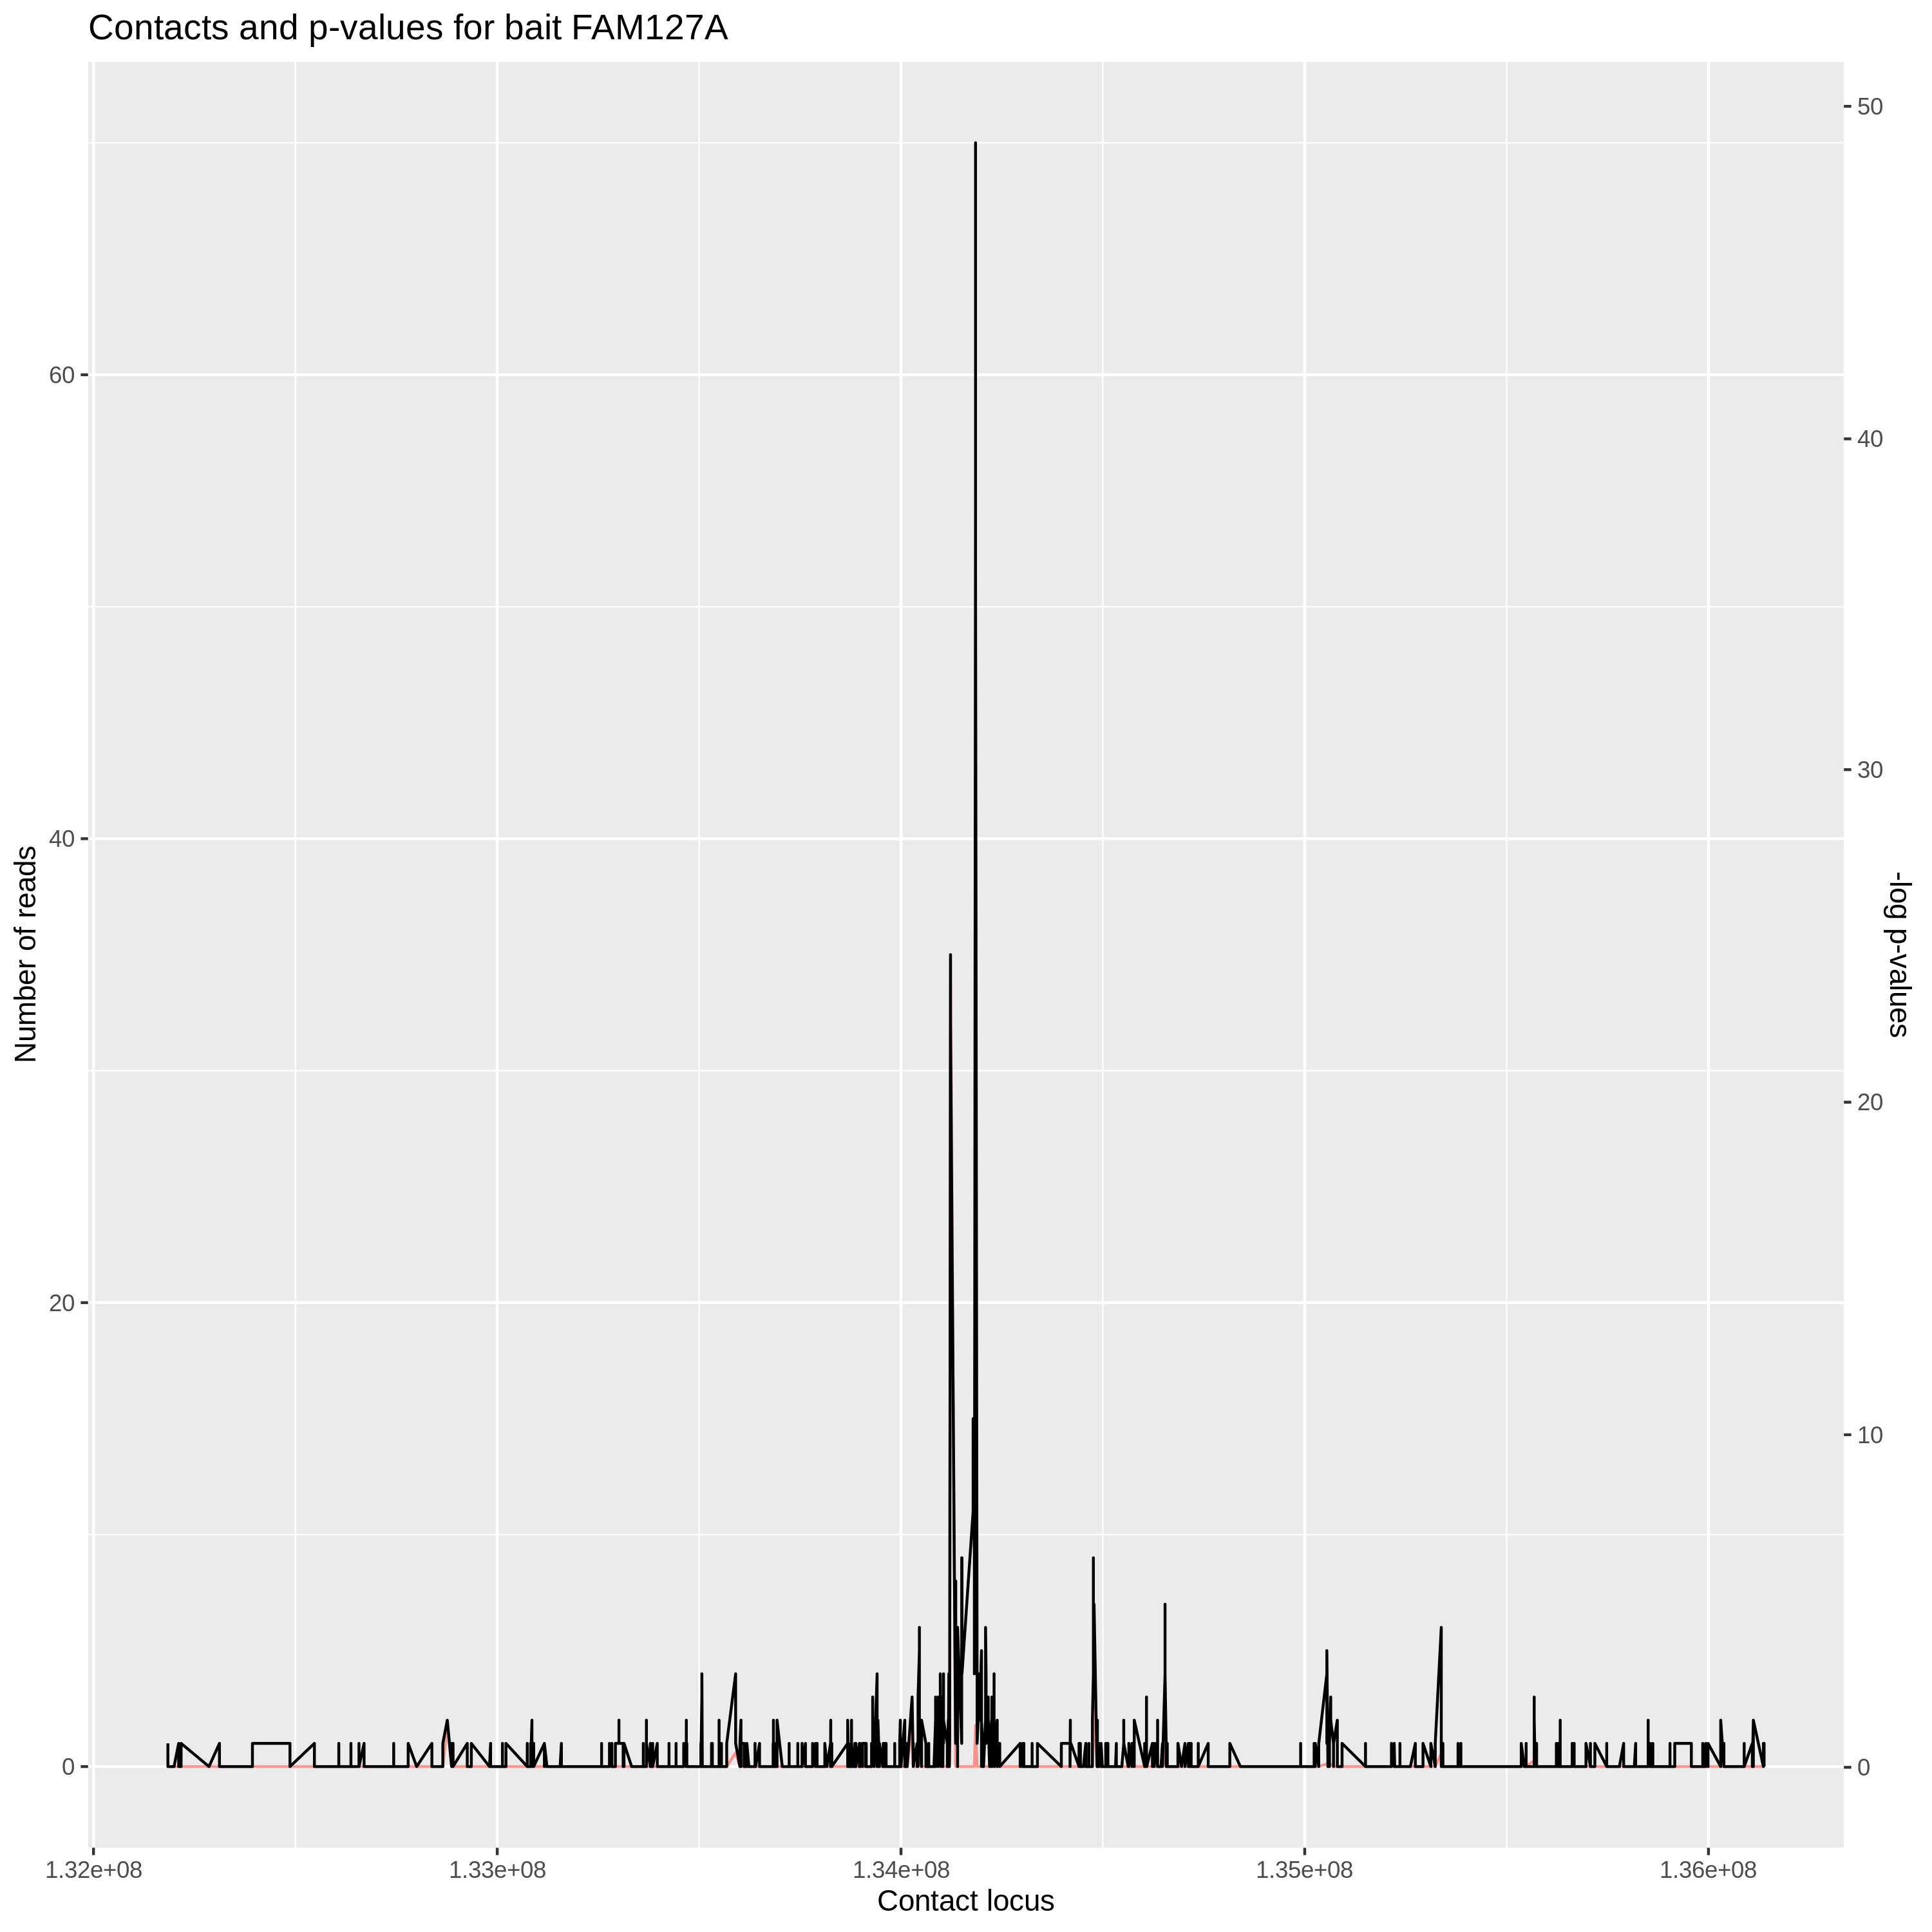 Contacts and p-values for bait FAM127A
Number of reads
60
40
20
0
50
40
30
20
10
0
-log p-values
1.32e+08
1.33e+08
1.34e+08
1.35e+08
1.36e+08
Contact locus